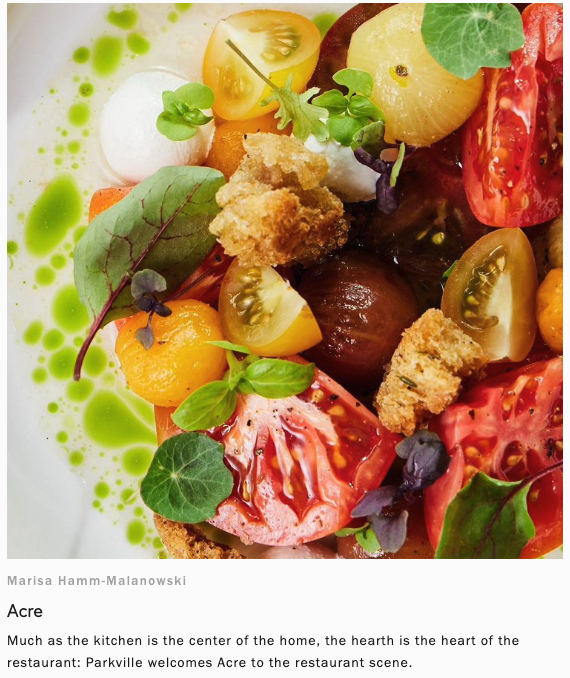 Marisa Hamm-Malanowski
Acre
Much as the kitchen is the center of the home, the hearth is the heart of the
restaurant: Parkville welcomes Acre to the restaurant scene.